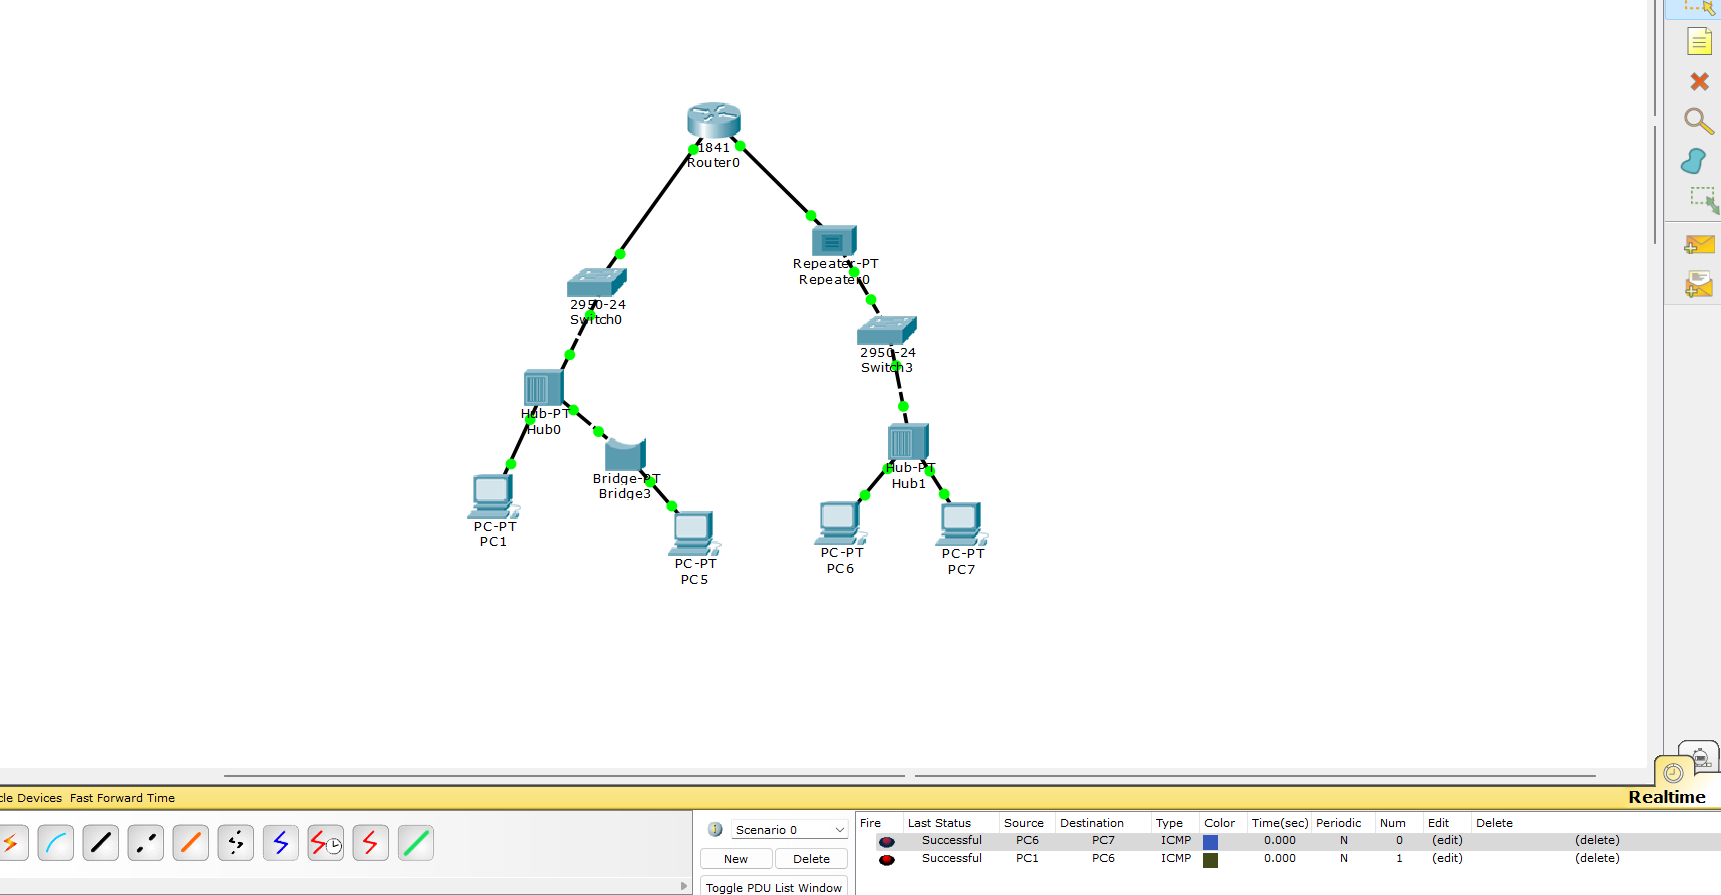 1841
Router0
Repeater-PT
Repeater0
2950-24
Switch0
2950-24
Switch3
Hub-PT
Hub0
Bridge-PT
Bridge3
Hub-PT
Hub1
PC-PT
PC1
PC-PT
PC5
PC-PT
PC6
PC-PT
PC7
Realtime
cle Devices Fast Forward Time
Scenario 0
New Delete
Toggle PDU List Window
Fire Last Status Source Destination Type Color Time(sec) Periodic Num Edit Delete
Successful PC6 PC7 ICMP 0.000 N 0 (edit) (delete)
Successful PC1 PC6 ICMP 0.000 N 1 (edit) (delete)